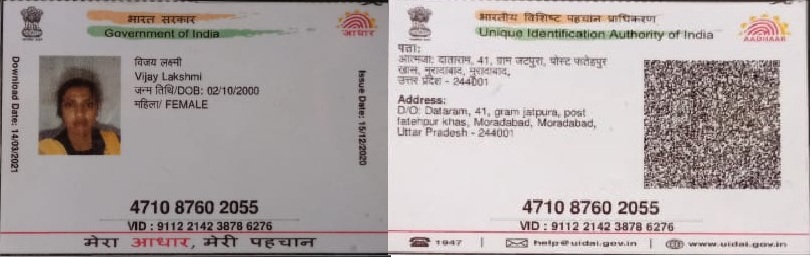 भारत सरकार
Government of India
आधार
विजय लक्ष्मी
Vijay Lakshmi
जन्म तिथि/DOB: 02/10/2000
महिला/ FEMALE
Download Date: 14/03/2021
Issue Date: 15/12/2020
4710 8760 2055
VID : 9112 2142 3878 6276
मेरा आधार, मेरी पहचान
भारतीय विशिष्ट पहचान प्राधिकरण
Unique Identification Authority of India
AADHAAR
पता:
आत्मजा: दाताराम, 41, ग्राम जटपुरा, पोस्ट फतेहपुर
खास, मुरादाबाद, मुरादाबाद,
उत्तर प्रदेश - 244001
Address:
D/O: Dataram, 41, gram jatpura, post
fatehpur khas, Moradabad, Moradabad,
Uttar Pradesh - 244001
4710 8760 2055
VID : 9112 2142 3878 6276
1947
help@uidai.gov.in
www.uidai.gov.in